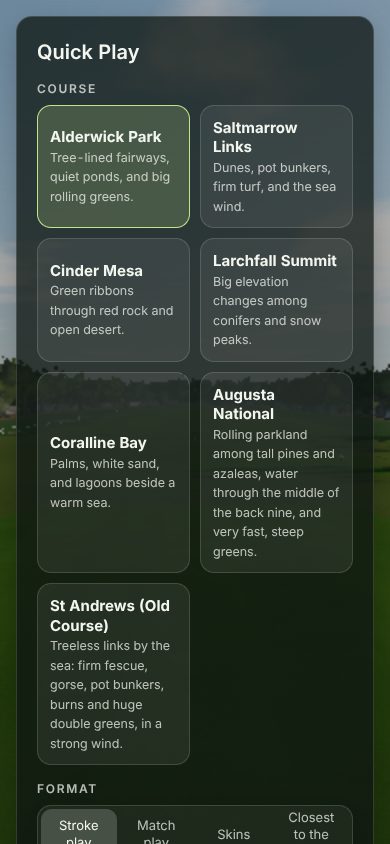 Quick Play
COURSE
Alderwick Park
Tree-lined fairways,
quiet ponds, and big
rolling greens.
Saltmarrow
Links
Dunes, pot bunkers,
firm turf, and the sea
wind.
Cinder Mesa
Green ribbons
through red rock and
open desert.
Larchfall Summit
Big elevation
changes among
conifers and snow
peaks.
Coralline Bay
Palms, white sand,
and lagoons beside a
warm sea.
Augusta
National
Rolling parkland
among tall pines and
azaleas, water
through the middle of
the back nine, and
very fast, steep
greens.
St Andrews (Old
Course)
Treeless links by the
sea: firm fescue,
gorse, pot bunkers,
burns and huge
double greens, in a
strong wind.
FORMAT
Stroke
play
Match
play
Skins
Closest
to the